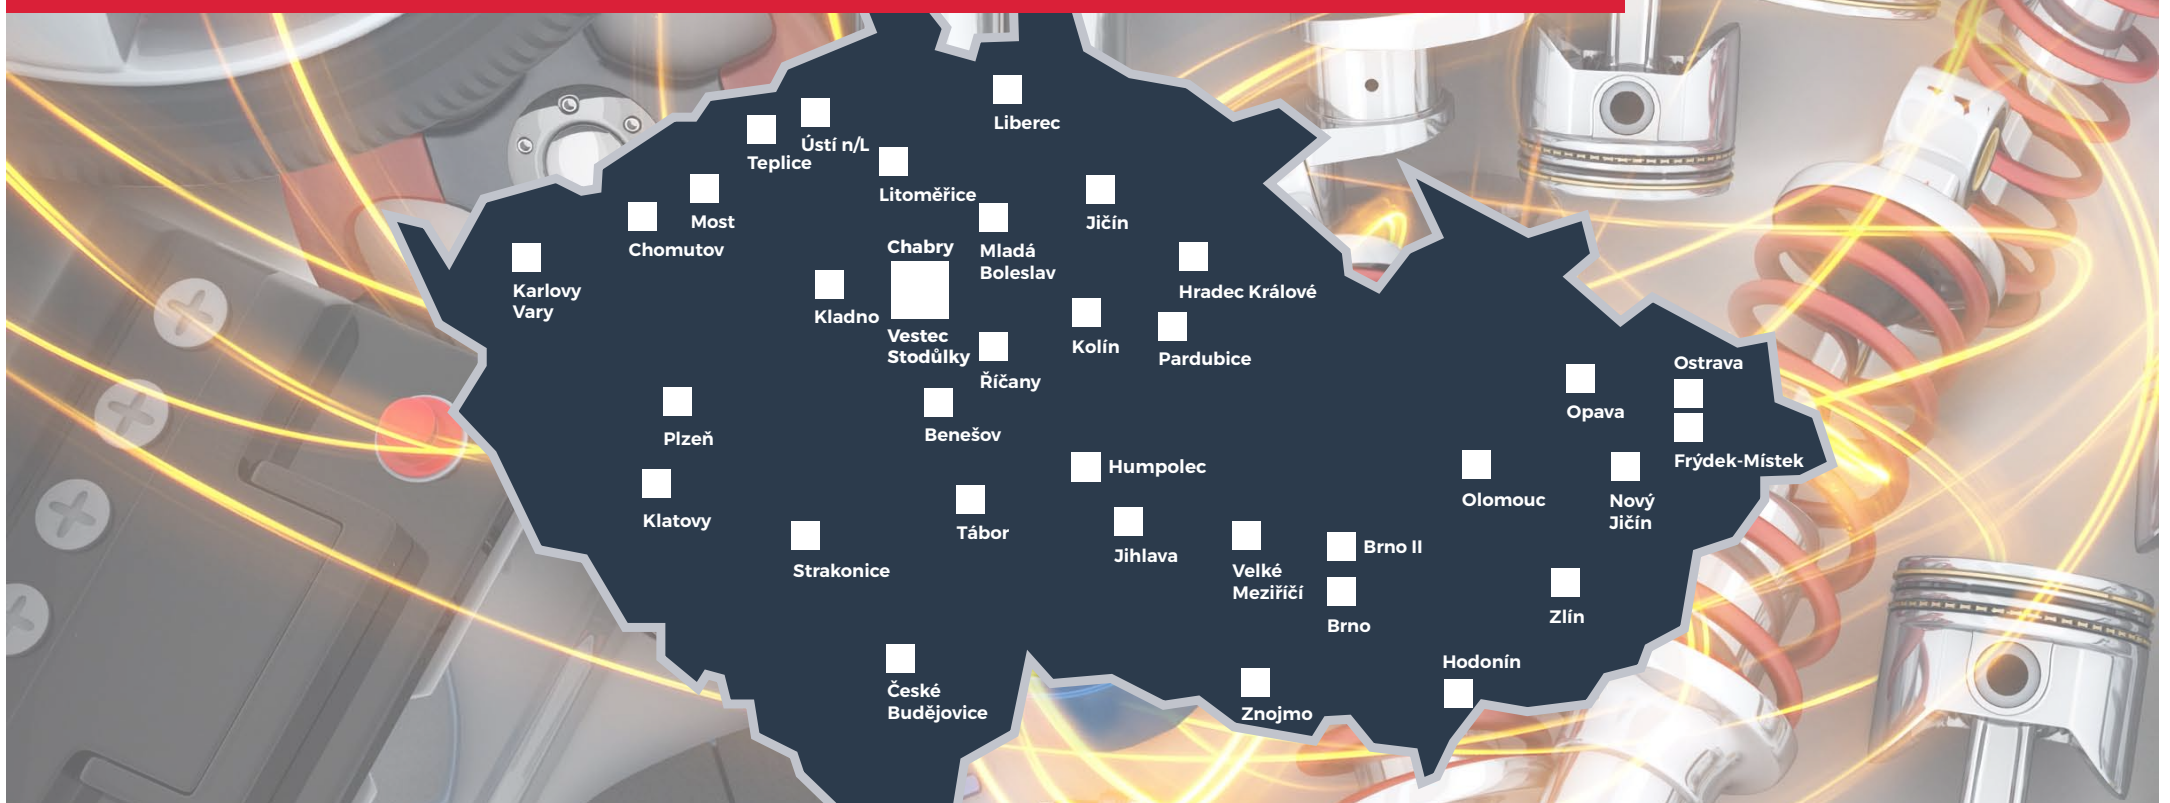 Liberec
Ústí n/L
Teplice
Litoměřice
Most
Jičín
Chomutov
Chabry
Mladá
Boleslav
Karlovy
Vary
Hradec Králové
Kladno
Vestec
Stodůlky
Kolín
Pardubice
Říčany
Ostrava
Opava
Plzeň
Benešov
Frýdek-Místek
Humpolec
Olomouc
Nový
Jičín
Klatovy
Tábor
Jihlava
Brno II
Strakonice
Velké
Meziříčí
Zlín
Brno
Hodonín
České
Budějovice
Znojmo